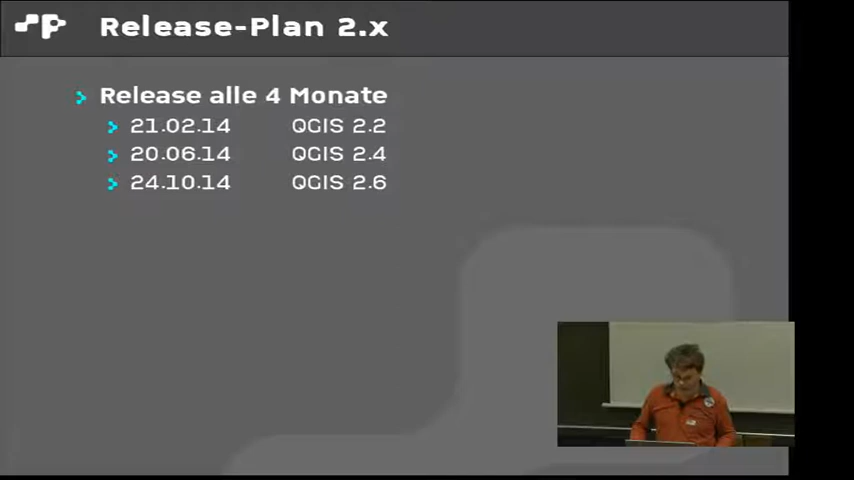 Release-Plan 2.x
Release alle 4 Monate
21.02.14 QGIS 2.2
20.06.14 QGIS 2.4
24.10.14 QGIS 2.6